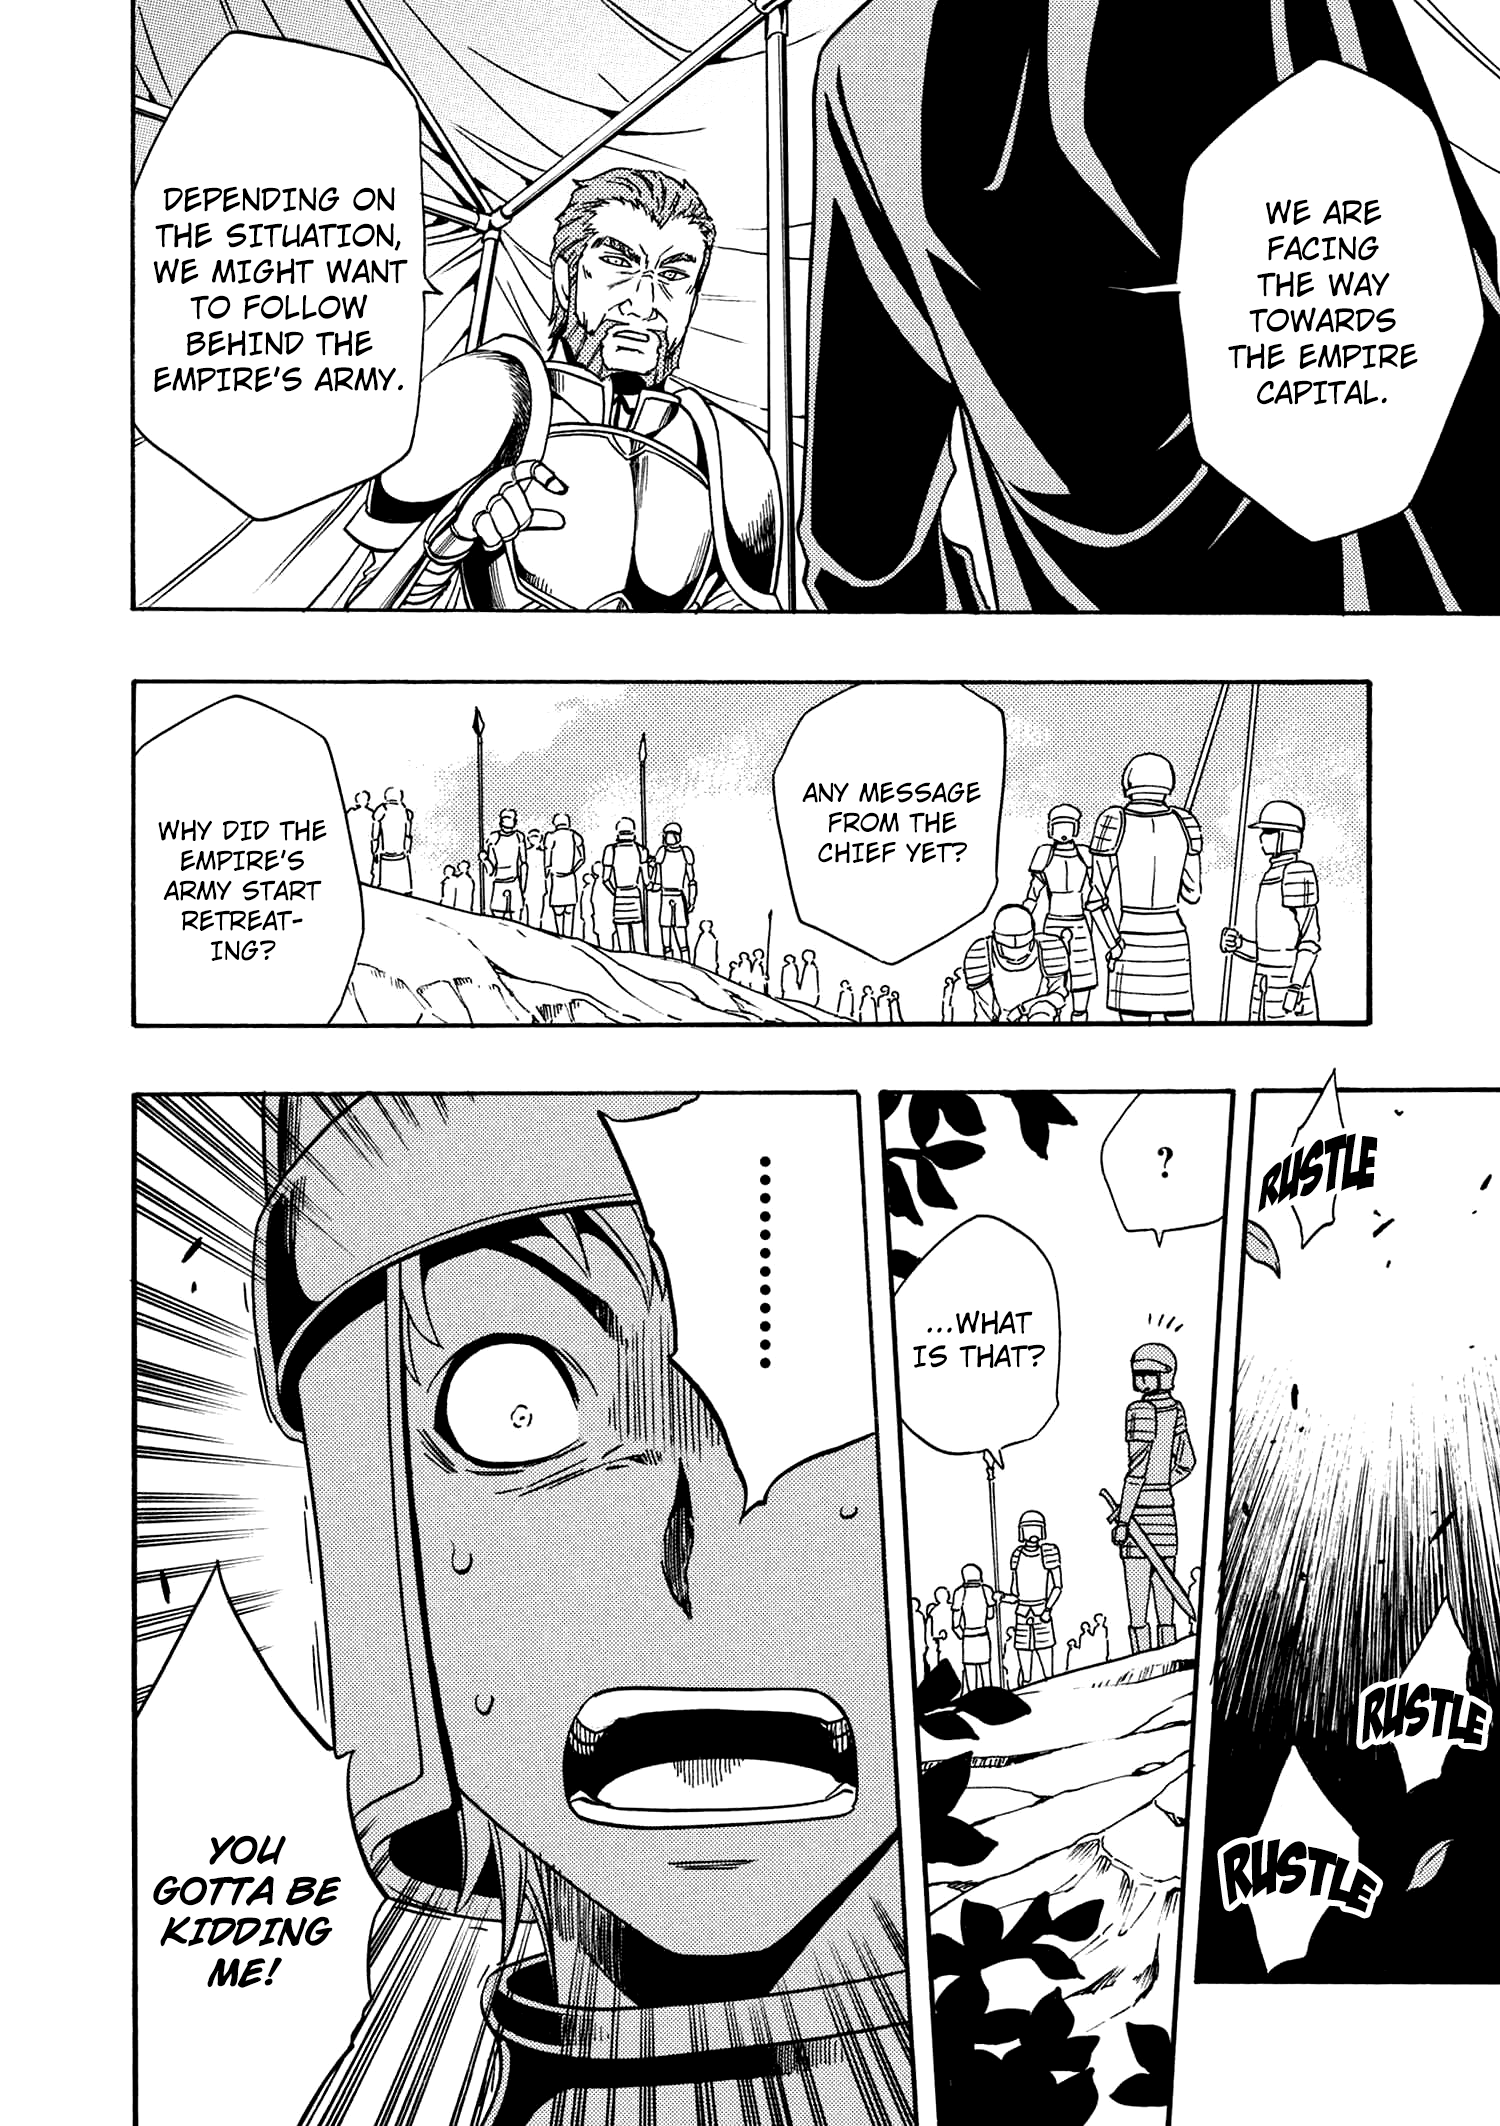 WE ARE
FACING
THE WAY
TOWARDS
THE EMPIRE
CAPITAL.
DEPENDING ON
THE SITUATION,
WE MIGHT WANT
TO FOLLOW
BEHIND THE
EMPIRE'S ARMY.
ANY MESSAGE
FROM THE
CHIEF YET?
WHY DID THE
EMPIRE'S
ARMY START
RETREAT-
ING?
RUSTLE
RUSTLE
RUSTLE
?
...WHAT
IS THAT?
............
YOU
GOTTA BE
KIDDING
ME!